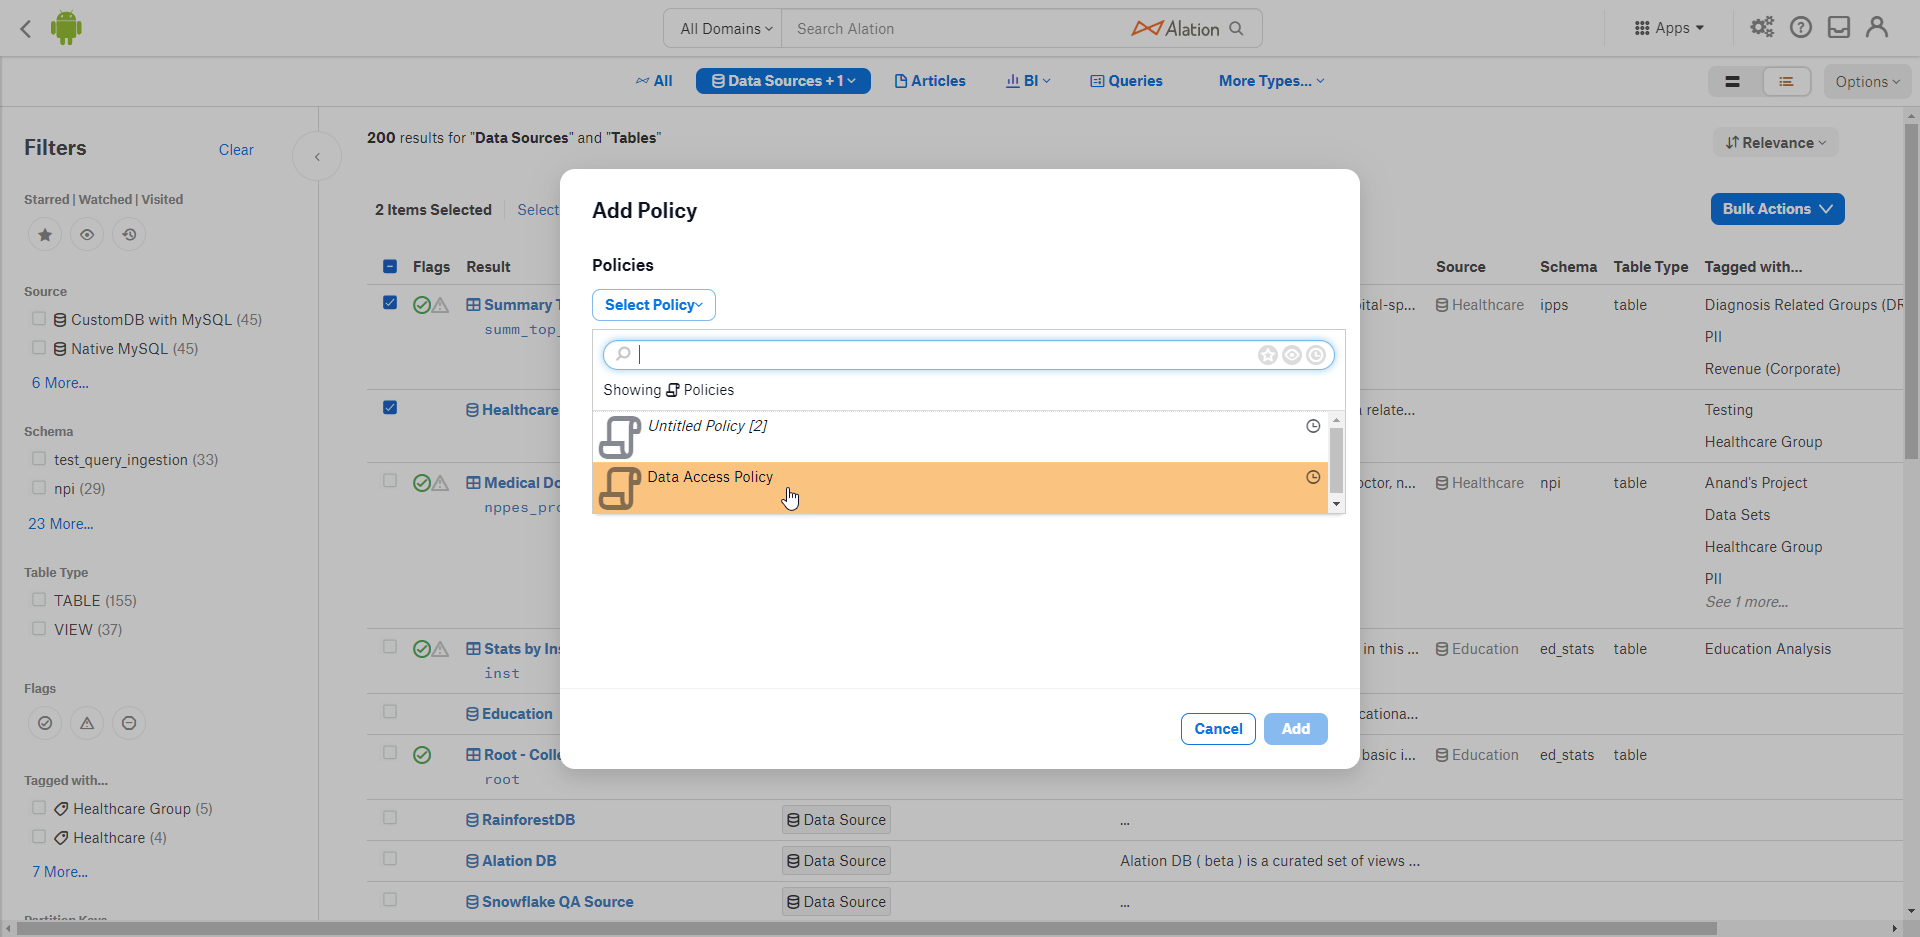 All Domains
Search Alation
Alation
Apps
All
Data Sources + 1
Articles
BI
Queries
More Types...
Options
Filters
Clear
Starred | Watched | Visited
Source
CustomDB with MySQL (45)
Native MySQL (45)
6 More...
Schema
test_query_ingestion (33)
npi (29)
23 More...
Table Type
TABLE (155)
VIEW (37)
Flags
Tagged with...
Healthcare Group (5)
Healthcare (4)
7 More...
Partition Keys
200 results for "Data Sources" and "Tables"
Relevance
2 Items Selected
Select
Bulk Actions
Flags Result Source Schema Table Type Tagged with...
Summary T
summ_top_
ital-sp... Healthcare ipps table Diagnosis Related Groups (DR
PII
Revenue (Corporate)
Healthcare
relate... Testing
Healthcare Group
Medical Do
nppes_pro
octor, n... Healthcare npi table Anand's Project
Data Sets
Healthcare Group
PII
See 1 more...
Stats by Ins
inst
in this ... Education ed_stats table Education Analysis
Education
cationa...
Root - Colle
root
basic i... Education ed_stats table
RainforestDB Data Source ...
Alation DB Data Source Alation DB ( beta ) is a curated set of views ...
Snowflake QA Source Data Source ...
Add Policy
Policies
Select Policy
Showing Policies
Untitled Policy [2]
Data Access Policy
Cancel
Add